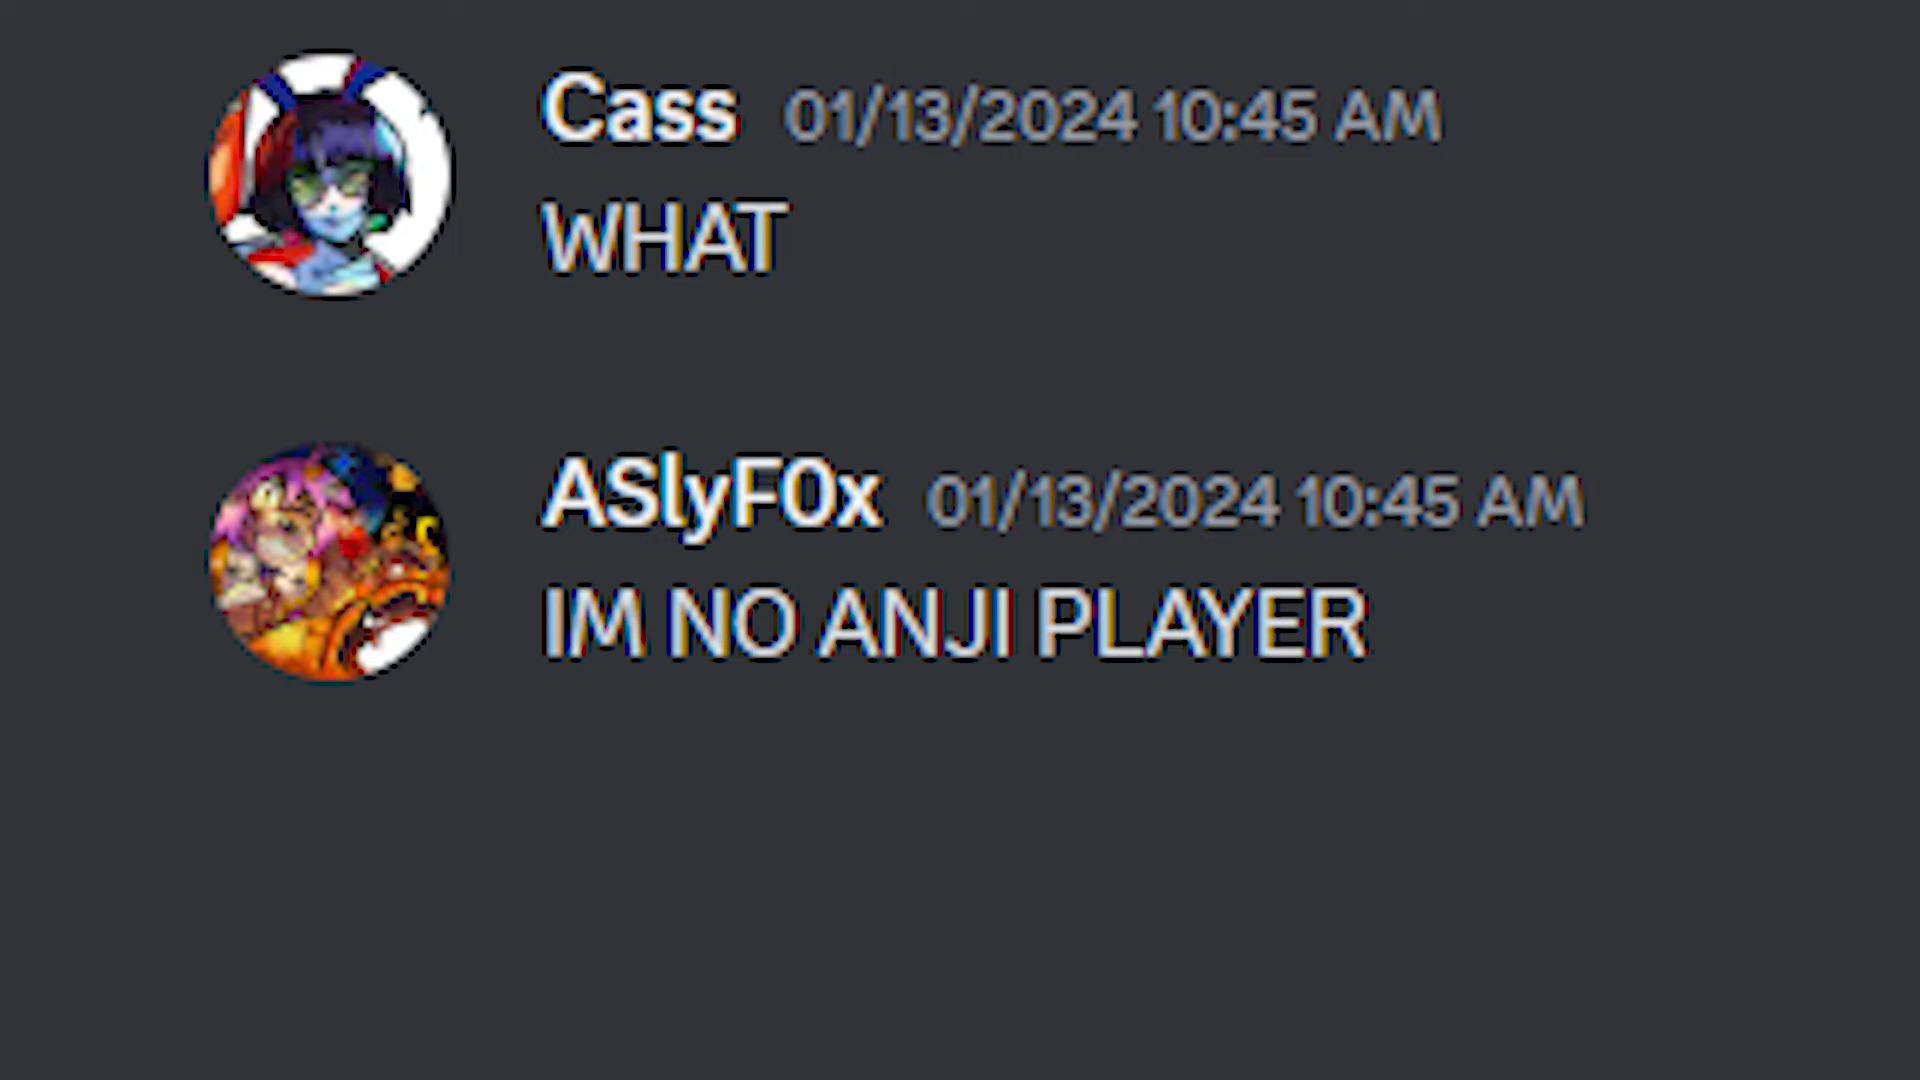 Cass 01/13/2024 10:45 AM
WHAT
ASlyF0x 01/13/2024 10:45 AM
IM NO ANJI PLAYER